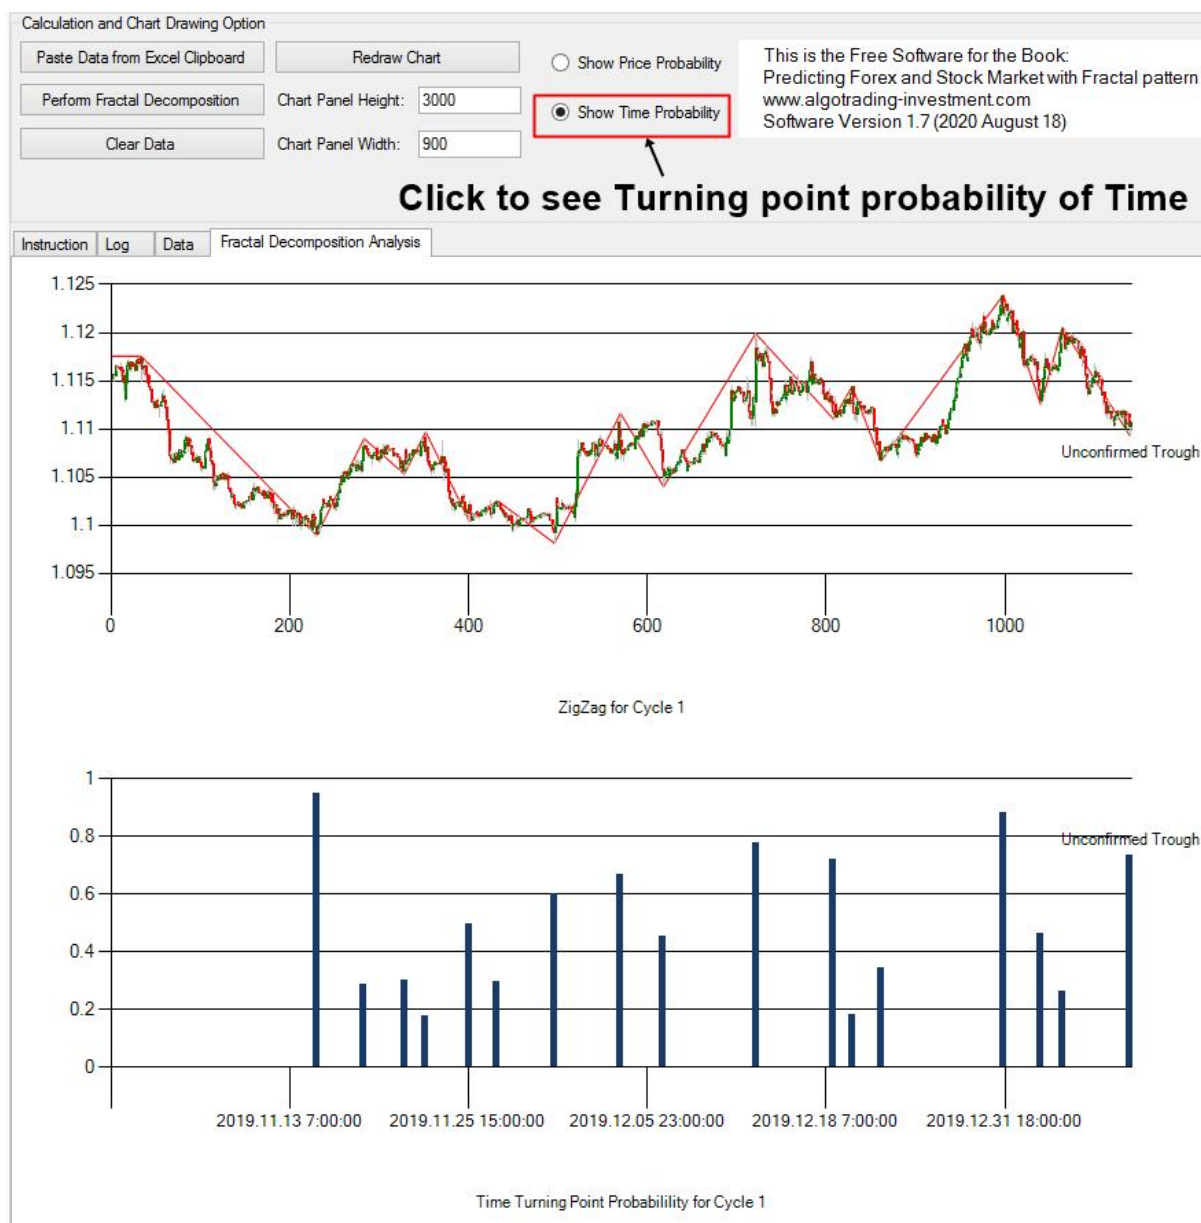 Calculation and Chart Drawing Option
Paste Data from Excel Clipboard
Redraw Chart
Show Price Probability
This is the Free Software for the Book:
Predicting Forex and Stock Market with Fractal pattern
www.algotrading-investment.com
Software Version 1.7 (2020 August 18)
Perform Fractal Decomposition
Chart Panel Height: 3000
Show Time Probability
Clear Data
Chart Panel Width: 900
Click to see Turning point probability of Time
Instruction Log Data Fractal Decomposition Analysis
1.125
1.12
1.115
1.11
Unconfirmed Trough
1.105
1.1
1.095
0 200 400 600 800 1000
ZigZag for Cycle 1
1
0.8
Unconfirmed Trough
0.6
0.4
0.2
0
2019.11.13 7:00:00 2019.11.25 15:00:00 2019.12.05 23:00:00 2019.12.18 7:00:00 2019.12.31 18:00:00
Time Turning Point Probabilility for Cycle 1